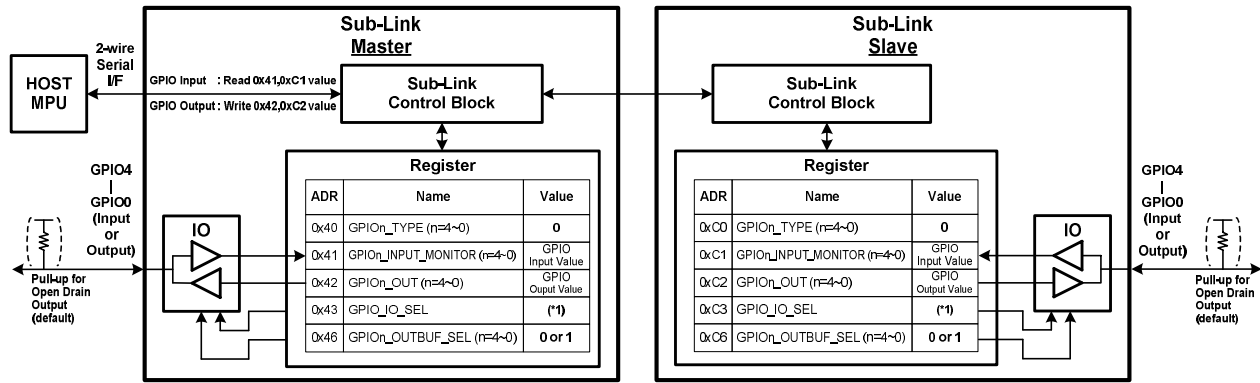 Sub-Link
Master
Sub-Link
Slave
2-wire
Serial
I/F
HOST
MPU
GPIO Input : Read 0x41,0xC1 value
GPIO Output : Write 0x42,0xC2 value
Sub-Link
Control Block
Sub-Link
Control Block
GPIO4
|
GPIO0
(Input
or
Output)
IO
Pull-up for
Open Drain
Output
(default)
Register
ADR Name Value
0x40 GPIOn_TYPE (n=4~0) 0
0x41 GPIOn_INPUT_MONITOR (n=4~0) GPIO Input Value
0x42 GPIOn_OUT (n=4~0) GPIO Ouput Value
0x43 GPIO_IO_SEL (*1)
0x46 GPIOn_OUTBUF_SEL (n=4~0) 0 or 1
Register
ADR Name Value
0xC0 GPIOn_TYPE (n=4~0) 0
0xC1 GPIOn_INPUT_MONITOR (n=4~0) GPIO Input Value
0xC2 GPIOn_OUT (n=4~0) GPIO Output Value
0xC3 GPIO_IO_SEL (*1)
0xC6 GPIOn_OUTBUF_SEL (n=4~0) 0 or 1
IO
GPIO4
|
GPIO0
(Input
or
Output)
Pull-up for
Open Drain
Output
(default)